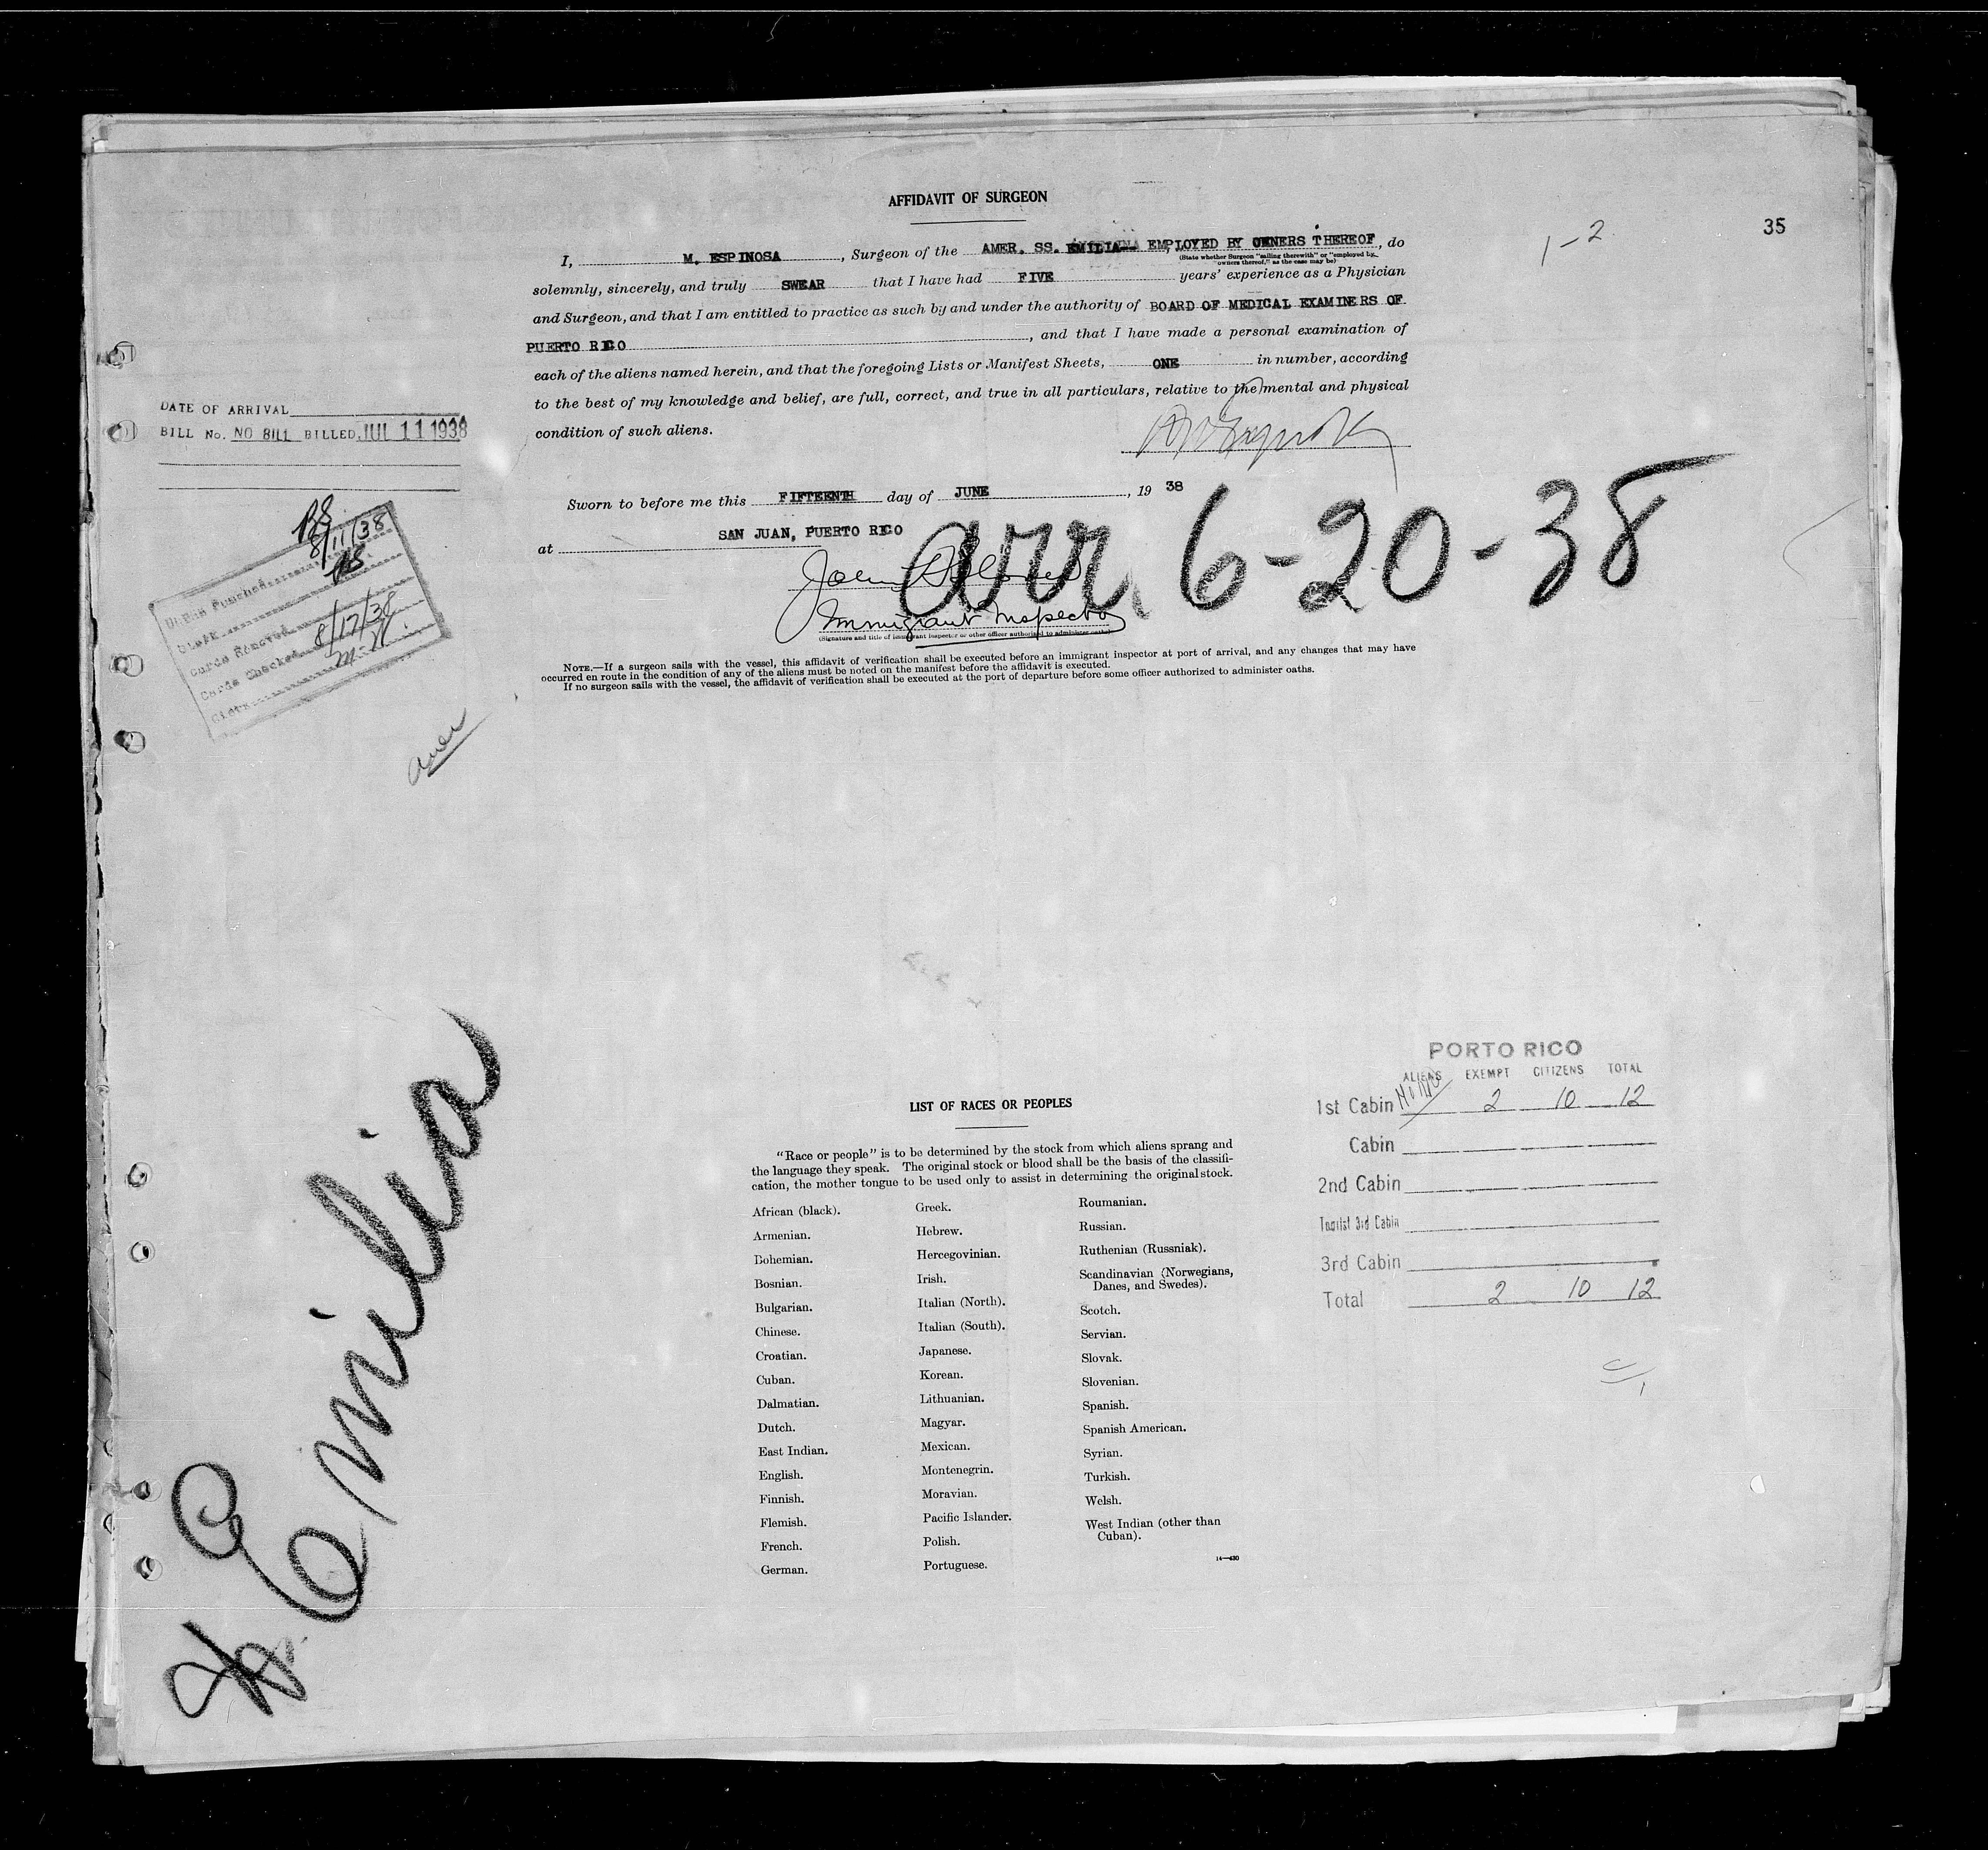 AFFIDAVIT OF SURGEON
35
1-2
I, M. ESPINOSA, Surgeon of the AMER. SS. EMILIA EMPLOYED BY OWNERS THEREOF, do
(State whether Surgeon "sailing therewith" or "employed by owners thereof," as the case may be)
solemnly, sincerely, and truly SWEAR that I have had FIVE years' experience as a Physician
and Surgeon, and that I am entitled to practice as such by and under the authority of BOARD OF MEDICAL EXAMINERS OF
PUERTO RICO, and that I have made a personal examination of
each of the aliens named herein, and that the foregoing Lists or Manifest Sheets, ONE in number, according
to the best of my knowledge and belief, are full, correct, and true in all particulars, relative to the mental and physical
condition of such aliens.
DATE OF ARRIVAL
BILL No. NO BILL BILLED JUL 11 1938
Sworn to before me this FIFTEENTH day of JUNE, 19 38
at SAN JUAN, PUERTO RICO
arr. 6-20-38
Immigrant Inspector
(Signature and title of immigrant inspector or other officer authorized to administer oaths)
8/11/38
Cards Checked 8/17/38
NOTE.—If a surgeon sails with the vessel, this affidavit of verification shall be executed before an immigrant inspector at port of arrival, and any changes that may have
occurred en route in the condition of any of the aliens must be noted on the manifest before the affidavit is executed.
If no surgeon sails with the vessel, the affidavit of verification shall be executed at the port of departure before some officer authorized to administer oaths.
Amer
Emilia
LIST OF RACES OR PEOPLES
"Race or people" is to be determined by the stock from which aliens sprang and
the language they speak. The original stock or blood shall be the basis of the classifi-
cation, the mother tongue to be used only to assist in determining the original stock.
African (black).
Armenian.
Bohemian.
Bosnian.
Bulgarian.
Chinese.
Croatian.
Cuban.
Dalmatian.
Dutch.
East Indian.
English.
Finnish.
Flemish.
French.
German.
Greek.
Hebrew.
Hercegovinian.
Irish.
Italian (North).
Italian (South).
Japanese.
Korean.
Lithuanian.
Magyar.
Mexican.
Montenegrin.
Moravian.
Pacific Islander.
Polish.
Portuguese.
Roumanian.
Russian.
Ruthenian (Russniak).
Scandinavian (Norwegians,
Danes, and Swedes).
Scotch.
Servian.
Slovak.
Slovenian.
Spanish.
Spanish American.
Syrian.
Turkish.
Welsh.
West Indian (other than
Cuban).
14—430
PORTO RICO
ALIENS EXEMPT CITIZENS TOTAL
1st Cabin 2 10 12
Cabin
2nd Cabin
Tourist 3rd Cabin
3rd Cabin
Total 2 10 12